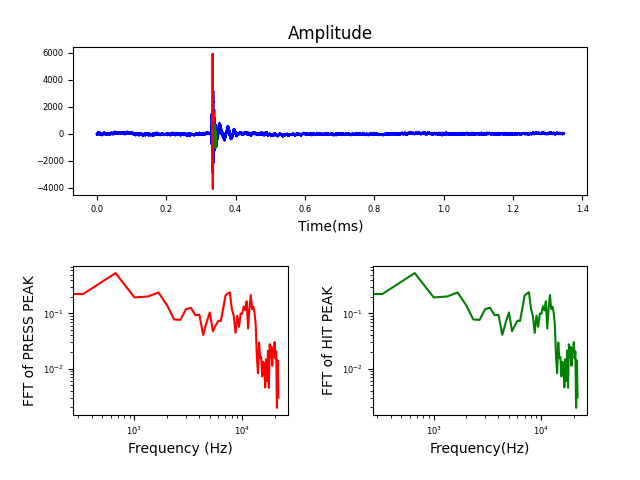 Amplitude
6000
4000
2000
0
−2000
−4000
0.0 0.2 0.4 0.6 0.8 1.0 1.2 1.4
Time(ms)
FFT of PRESS PEAK
10⁻¹
10⁻²
10³ 10⁴
Frequency (Hz)
FFT of HIT PEAK
10⁻¹
10⁻²
10³ 10⁴
Frequency(Hz)